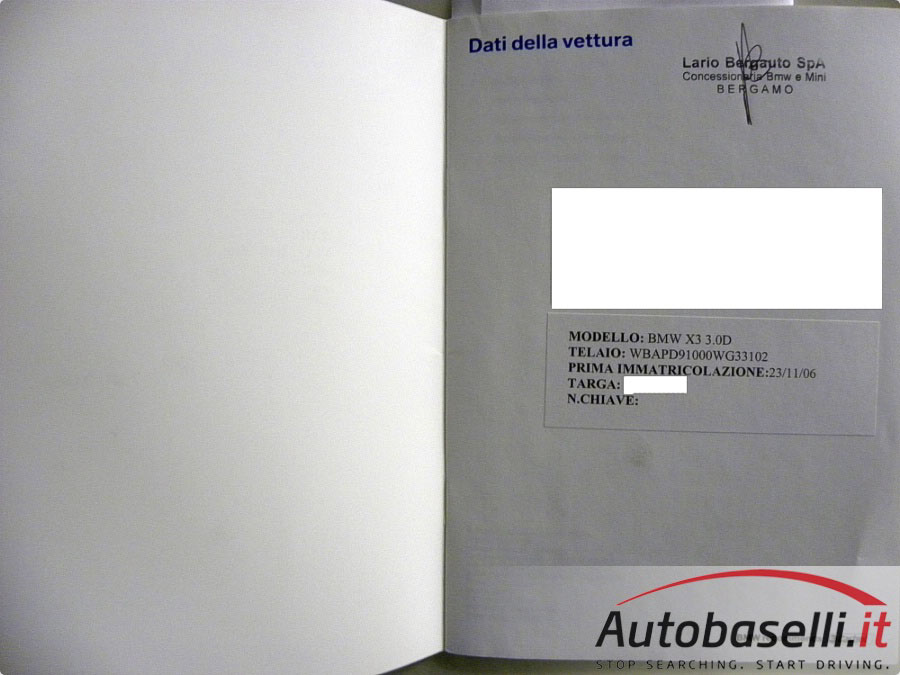 Dati della vettura
Lario Bergauto SpA
Concessionaria Bmw e Mini
BERGAMO
MODELLO: BMW X3 3.0D
TELAIO: WBAPD91000WG33102
PRIMA IMMATRICOLAZIONE:23/11/06
TARGA:
N.CHIAVE:
Autobaselli.it
STOP SEARCHING. START DRIVING.